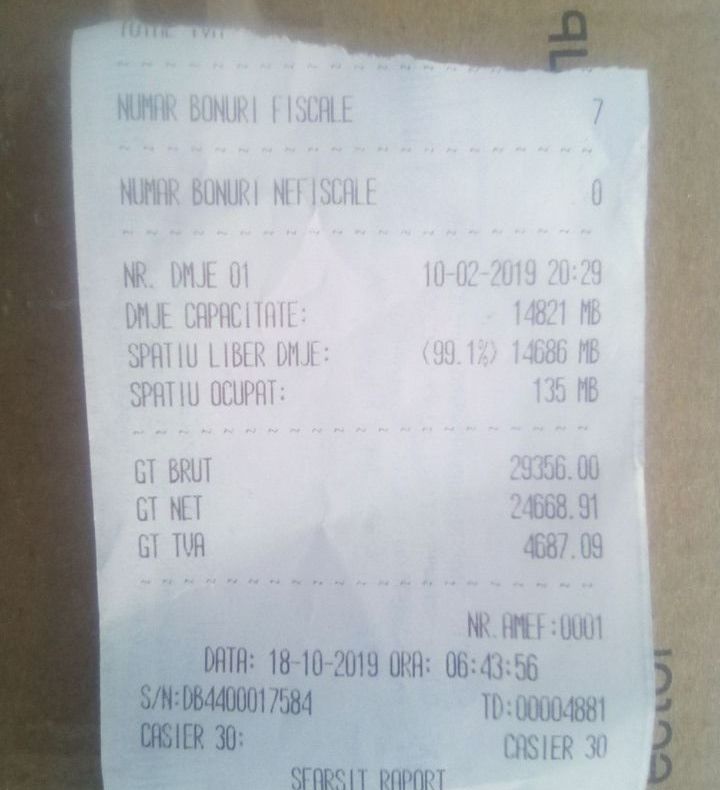 TOTAL TVA
NUMAR BONURI FISCALE 7
NUMAR BONURI NEFISCALE 0
NR. DMJE 01 10-02-2019 20:29
DMJE CAPACITATE: 14821 MB
SPATIU LIBER DMJE: (99.1%) 14686 MB
SPATIU OCUPAT: 135 MB
GT BRUT 29356.00
GT NET 24668.91
GT TVA 4687.09
NR.AMEF:0001
DATA: 18-10-2019 ORA: 06:43:56
S/N:DB4400017584 TD:00004881
CASIER 30: CASIER 30
SFARSIT RAPORT